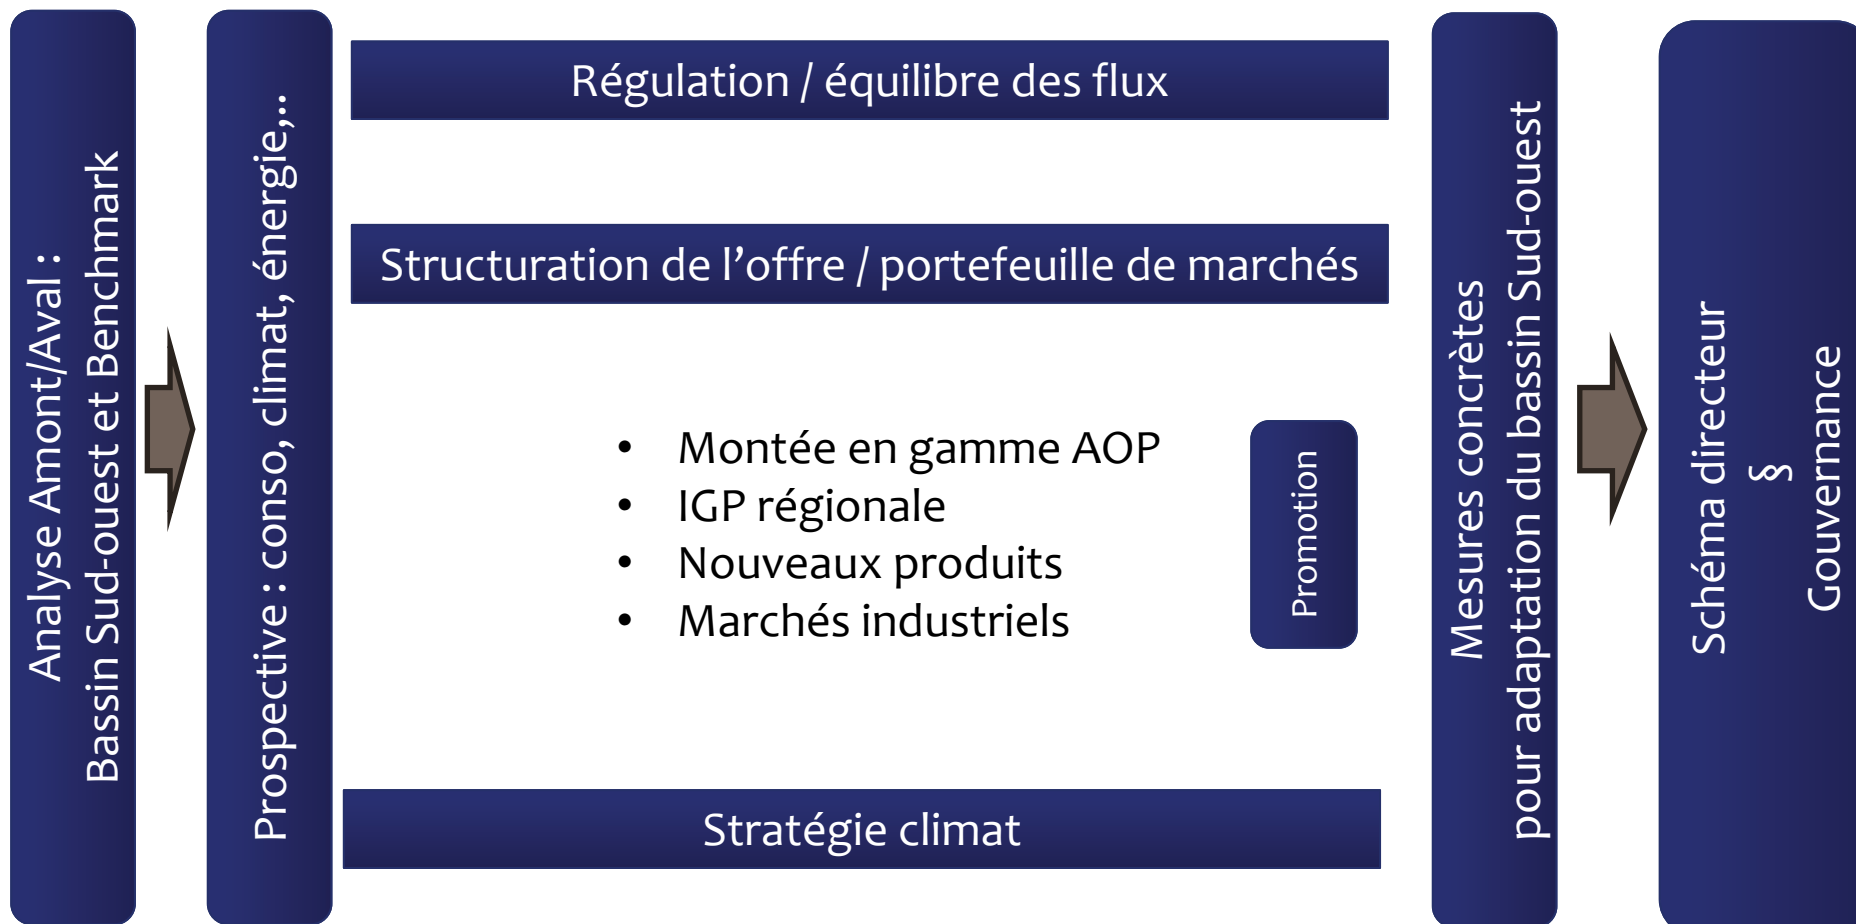 Analyse Amont/Aval :
Bassin Sud-ouest et Benchmark
Prospective : conso, climat, énergie,..
Régulation / équilibre des flux
Structuration de l’offre / portefeuille de marchés
• Montée en gamme AOP
• IGP régionale
• Nouveaux produits
• Marchés industriels
Promotion
Stratégie climat
Mesures concrètes
pour adaptation du bassin Sud-ouest
Schéma directeur
§
Gouvernance